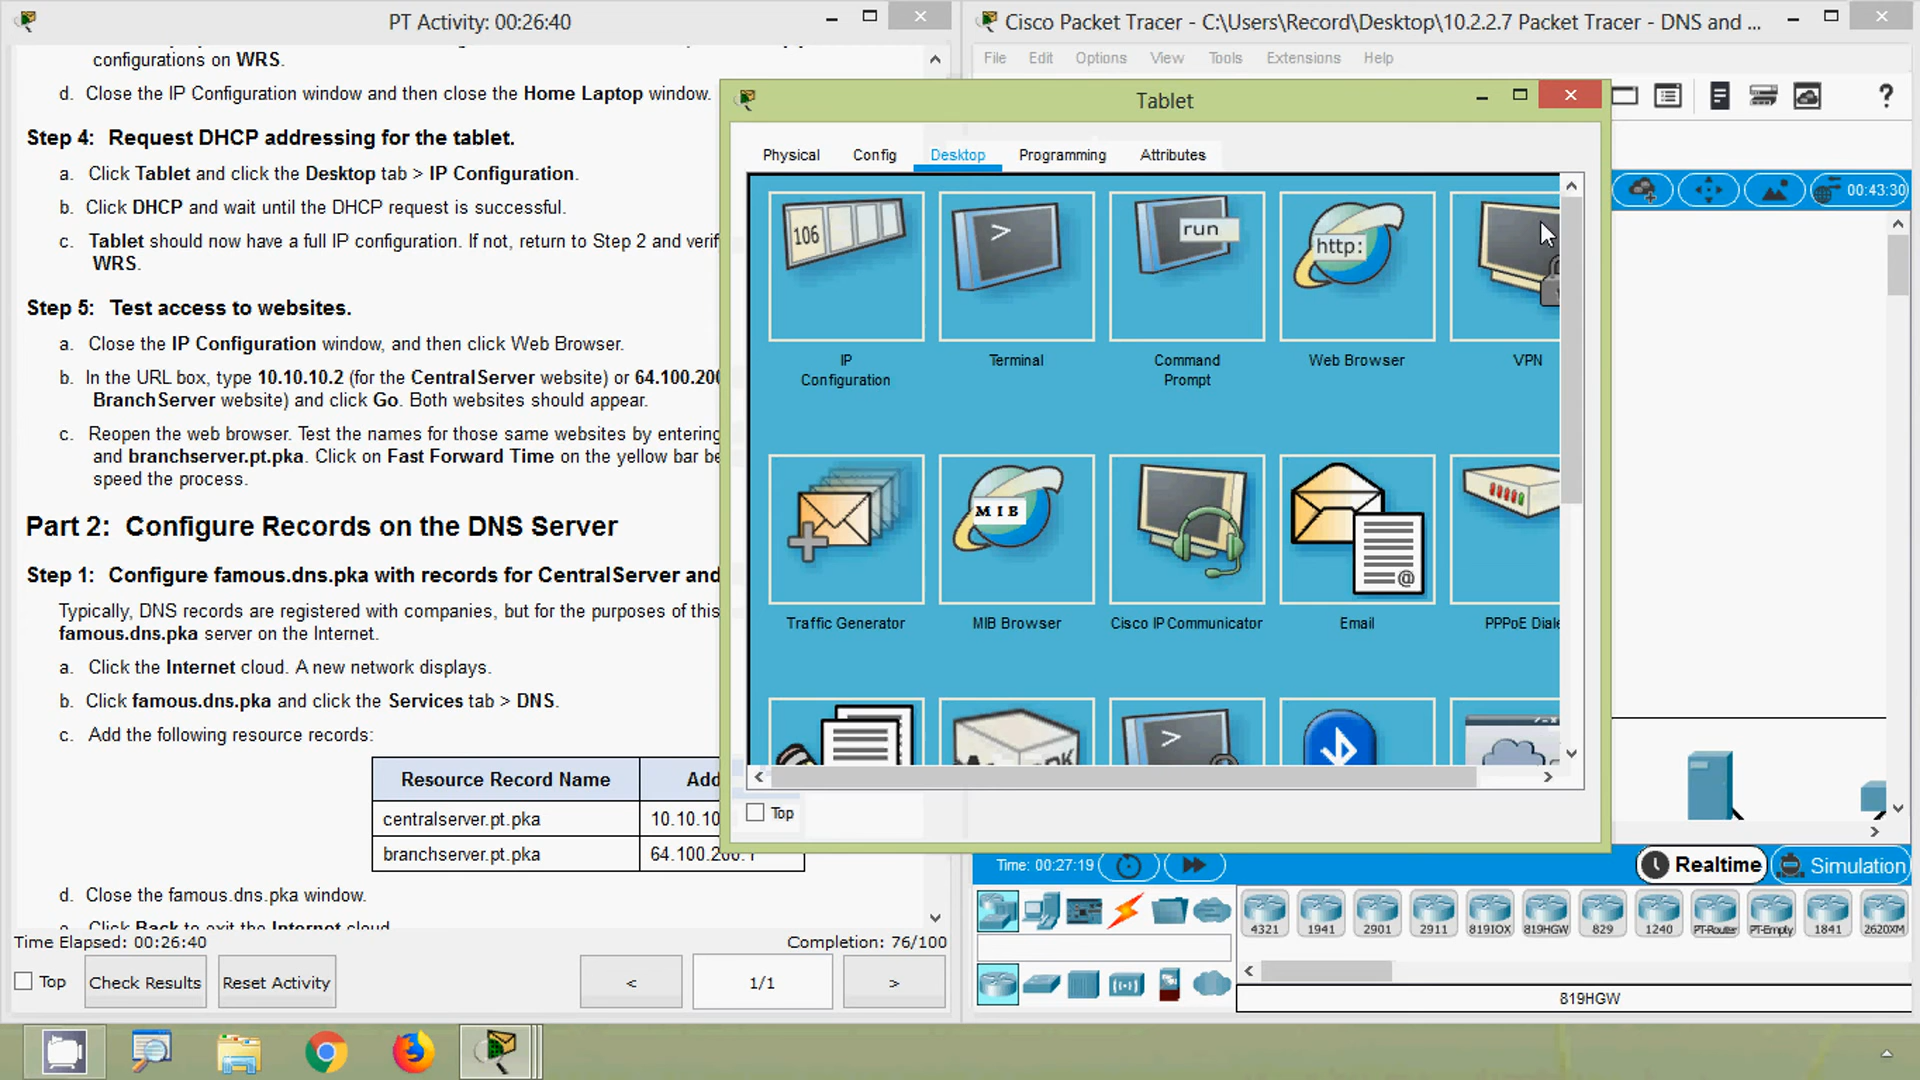 PT Activity: 00:26:40
configurations on WRS.
d. Close the IP Configuration window and then close the Home Laptop window.
Step 4: Request DHCP addressing for the tablet.
a. Click Tablet and click the Desktop tab > IP Configuration.
b. Click DHCP and wait until the DHCP request is successful.
c. Tablet should now have a full IP configuration. If not, return to Step 2 and verif
WRS.
Step 5: Test access to websites.
a. Close the IP Configuration window, and then click Web Browser.
b. In the URL box, type 10.10.10.2 (for the CentralServer website) or 64.100.200
BranchServer website) and click Go. Both websites should appear.
c. Reopen the web browser. Test the names for those same websites by entering
and branchserver.pt.pka. Click on Fast Forward Time on the yellow bar be
speed the process.
Part 2: Configure Records on the DNS Server
Step 1: Configure famous.dns.pka with records for CentralServer and
Typically, DNS records are registered with companies, but for the purposes of this
famous.dns.pka server on the Internet.
a. Click the Internet cloud. A new network displays.
b. Click famous.dns.pka and click the Services tab > DNS.
c. Add the following resource records:
Resource Record Name Add
centralserver.pt.pka 10.10.10
branchserver.pt.pka 64.100.200.1
d. Close the famous.dns.pka window.
e. Click Back to exit the Internet cloud
Time Elapsed: 00:26:40 Completion: 76/100
Top Check Results Reset Activity < 1/1 >
Cisco Packet Tracer - C:\Users\Record\Desktop\10.2.2.7 Packet Tracer - DNS and ...
File Edit Options View Tools Extensions Help
?
00:43:30
Tablet
Physical Config Desktop Programming Attributes
106
>
run
http:
IP
Configuration
Terminal
Command
Prompt
Web Browser
VPN
MIB
@
Traffic Generator
MIB Browser
Cisco IP Communicator
Email
PPPoE Diale
>
Top
Time: 00:27:19
Realtime Simulation
4321 1941 2901 2911 819IOX 819HGW 829 1240 PT-Router PT-Empty 1841 2620XM
819HGW